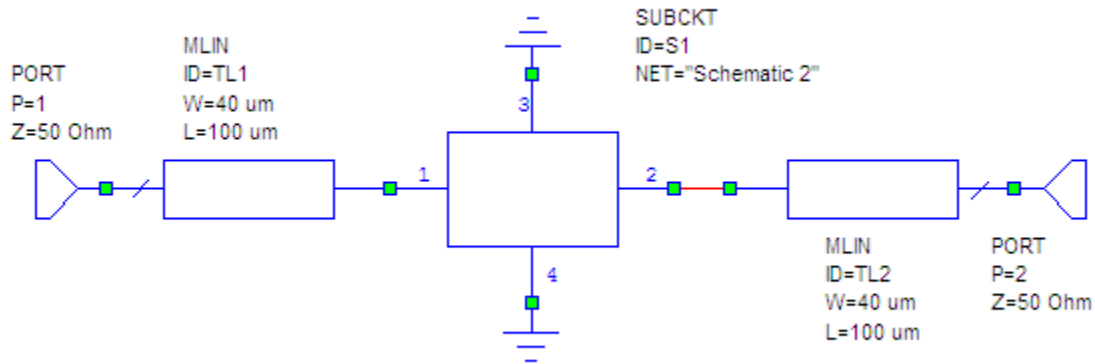 SUBCKT
ID=S1
NET="Schematic 2"
MLIN
ID=TL1
W=40 um
L=100 um
PORT
P=1
Z=50 Ohm
3
1
2
4
MLIN
ID=TL2
W=40 um
L=100 um
PORT
P=2
Z=50 Ohm